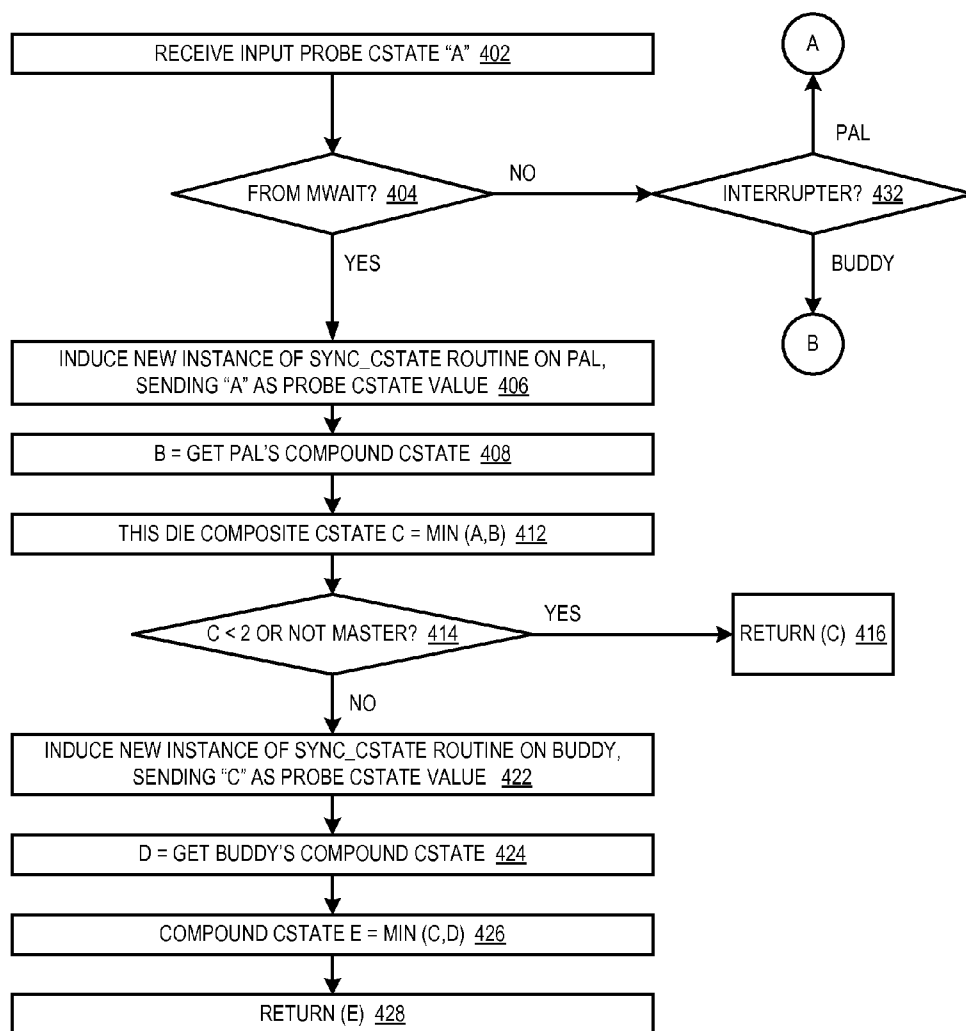 RECEIVE INPUT PROBE CSTATE “A” 402
A
PAL
FROM MWAIT? 404
NO
INTERRUPTER? 432
YES
BUDDY
B
INDUCE NEW INSTANCE OF SYNC_CSTATE ROUTINE ON PAL,
SENDING “A” AS PROBE CSTATE VALUE 406
B = GET PAL'S COMPOUND CSTATE 408
THIS DIE COMPOSITE CSTATE C = MIN (A,B) 412
C < 2 OR NOT MASTER? 414
YES
RETURN (C) 416
NO
INDUCE NEW INSTANCE OF SYNC_CSTATE ROUTINE ON BUDDY,
SENDING “C” AS PROBE CSTATE VALUE 422
D = GET BUDDY'S COMPOUND CSTATE 424
COMPOUND CSTATE E = MIN (C,D) 426
RETURN (E) 428